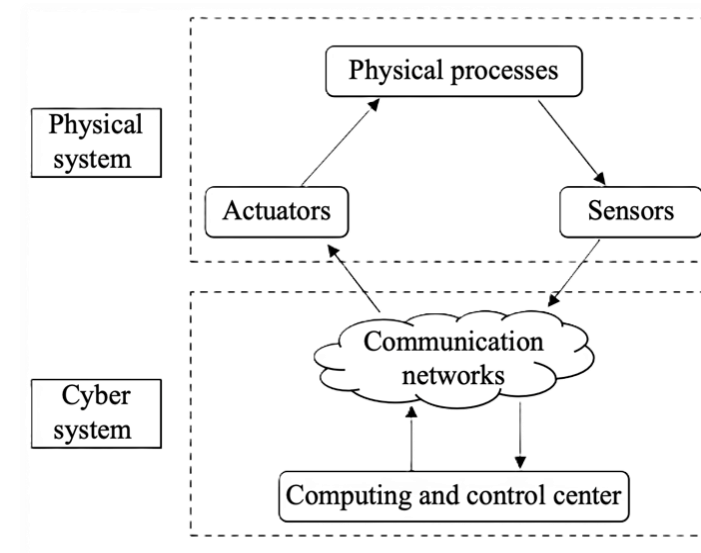 Physical processes
Physical
system
Actuators
Sensors
Communication
networks
Cyber
system
Computing and control center